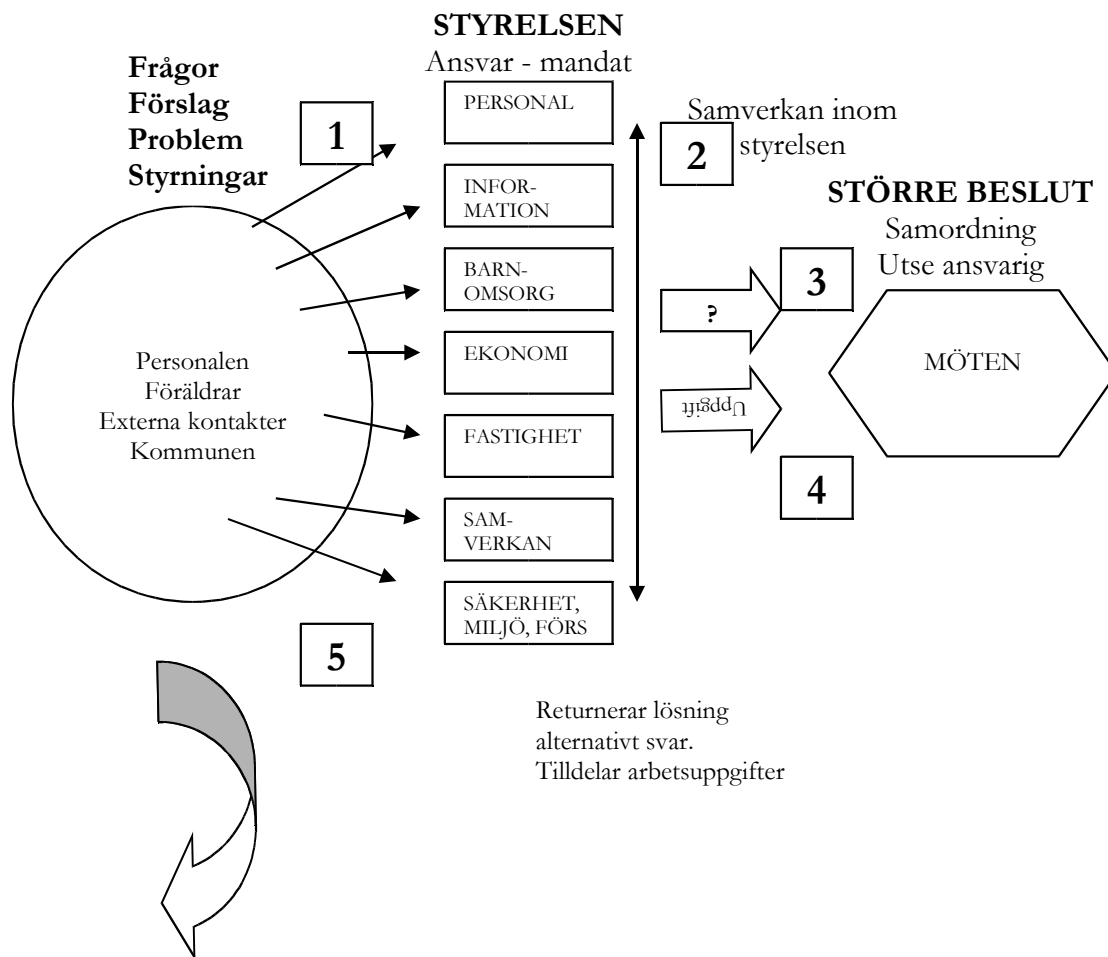 STYRELSEN
Ansvar - mandat
Frågor
Förslag
Problem
Styrningar
1
PERSONAL
INFOR-
MATION
BARN-
OMSORG
EKONOMI
FASTIGHET
SAM-
VERKAN
SÄKERHET,
MILJÖ, FÖRS
Personalen
Föräldrar
Externa kontakter
Kommunen
2
Samverkan inom
styrelsen
STÖRRE BESLUT
Samordning
Utse ansvarig
3
?
MÖTEN
Uppgift
4
5
Returnerar lösning
alternativt svar.
Tilldelar arbetsuppgifter